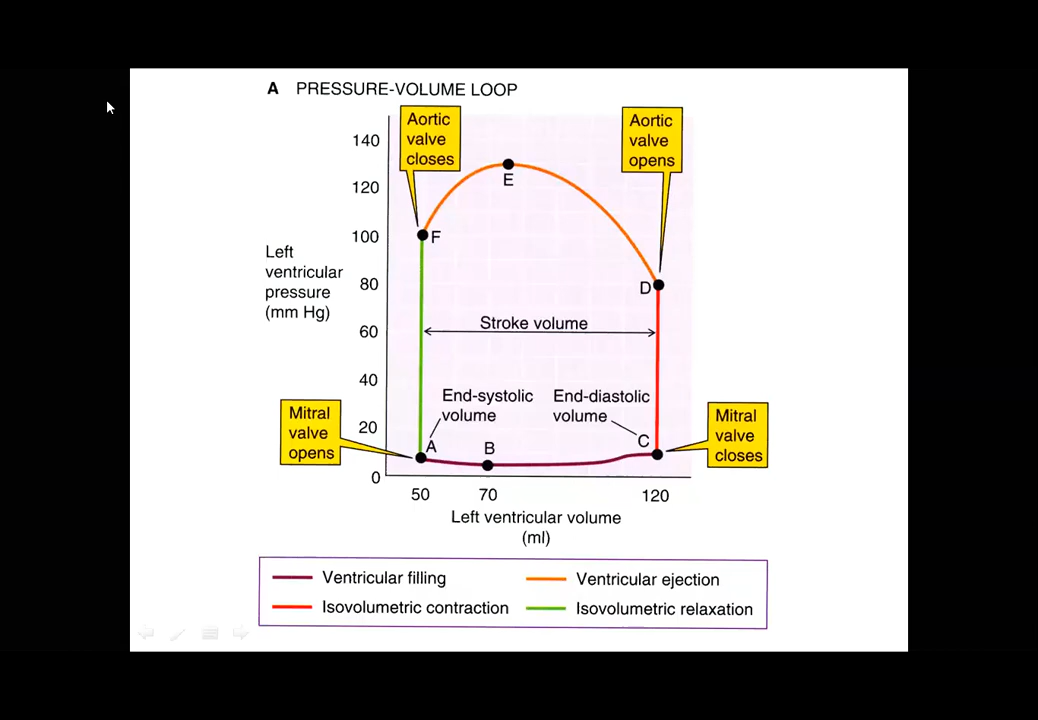 A PRESSURE-VOLUME LOOP
Aortic
valve
closes
Aortic
valve
opens
140
120
100
80
60
40
20
0
Left
ventricular
pressure
(mm Hg)
E
F
D
Stroke volume
End-systolic
volume
End-diastolic
volume
A
B
C
Mitral
valve
opens
Mitral
valve
closes
50 70 120
Left ventricular volume
(ml)
Ventricular filling
Ventricular ejection
Isovolumetric contraction
Isovolumetric relaxation